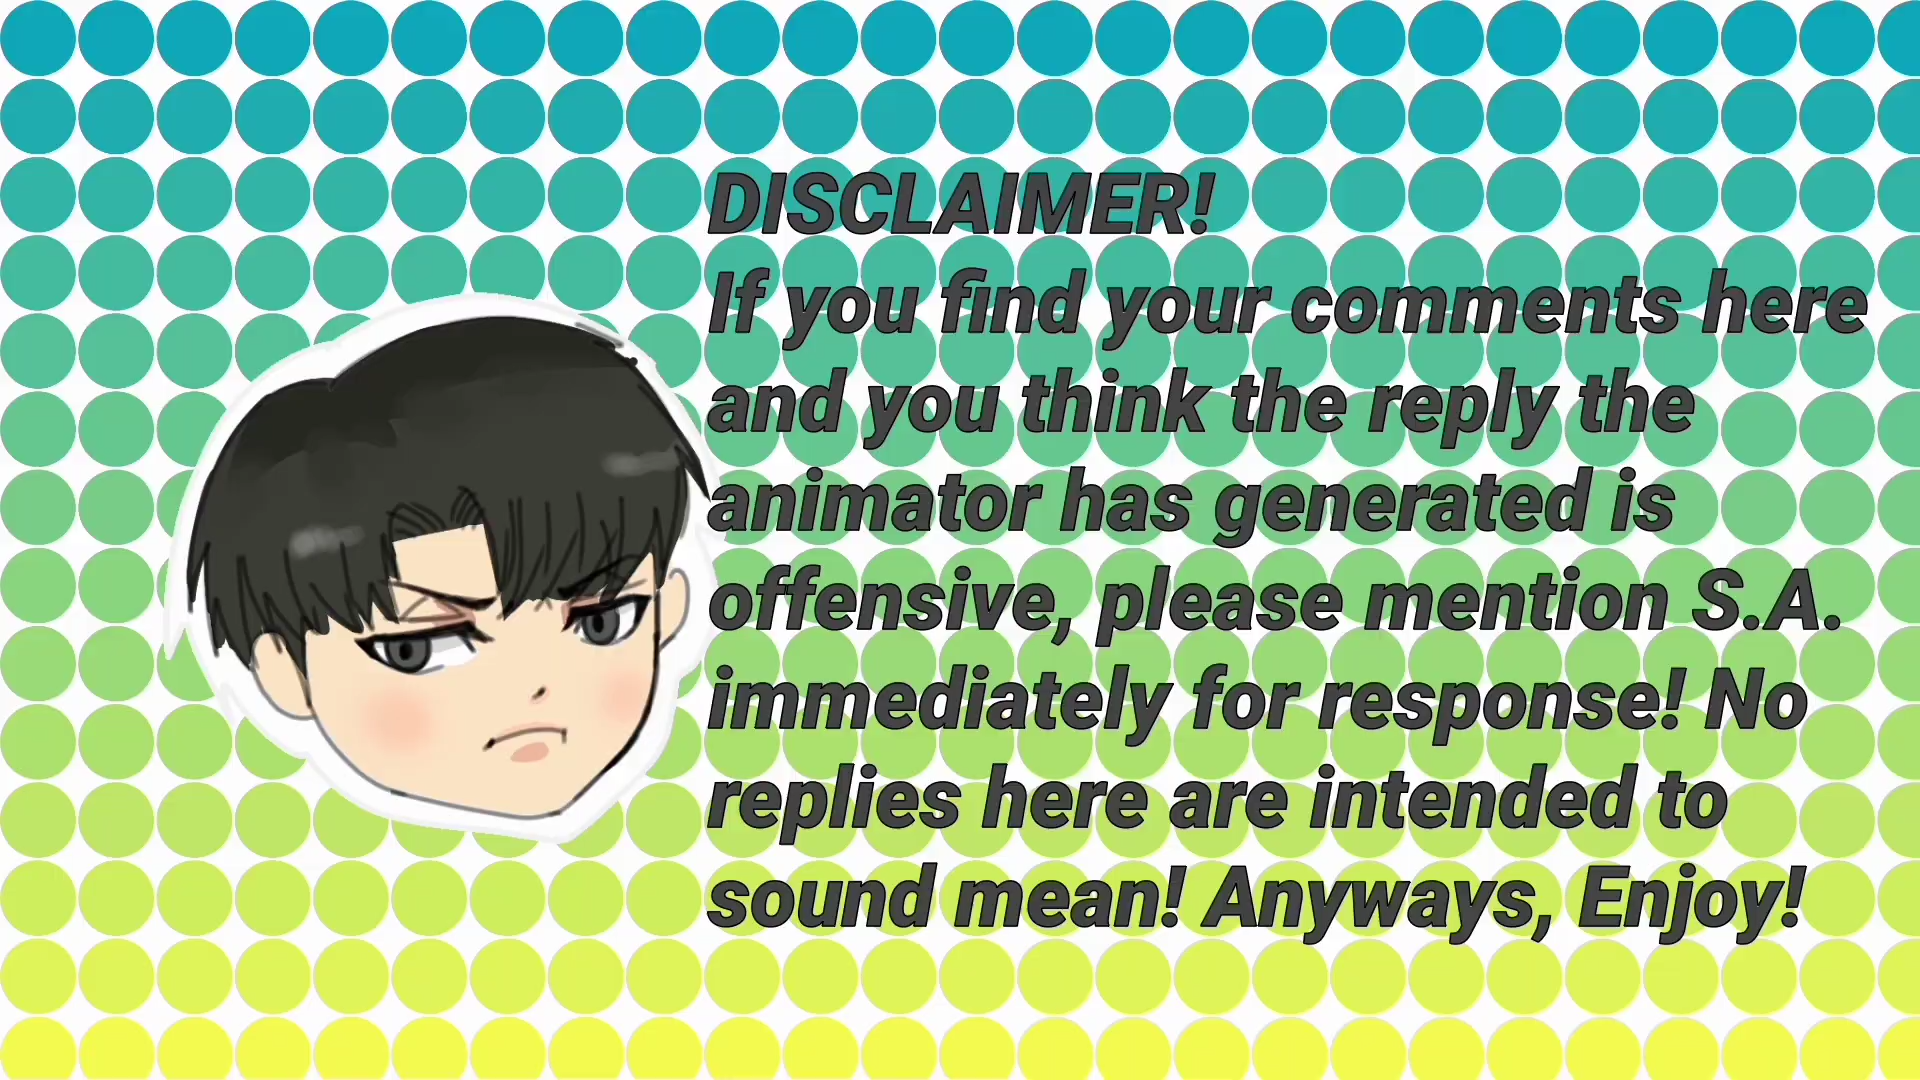 DISCLAIMER!
If you find your comments here
and you think the reply the
animator has generated is
offensive, please mention S.A.
immediately for response! No
replies here are intended to
sound mean! Anyways, Enjoy!